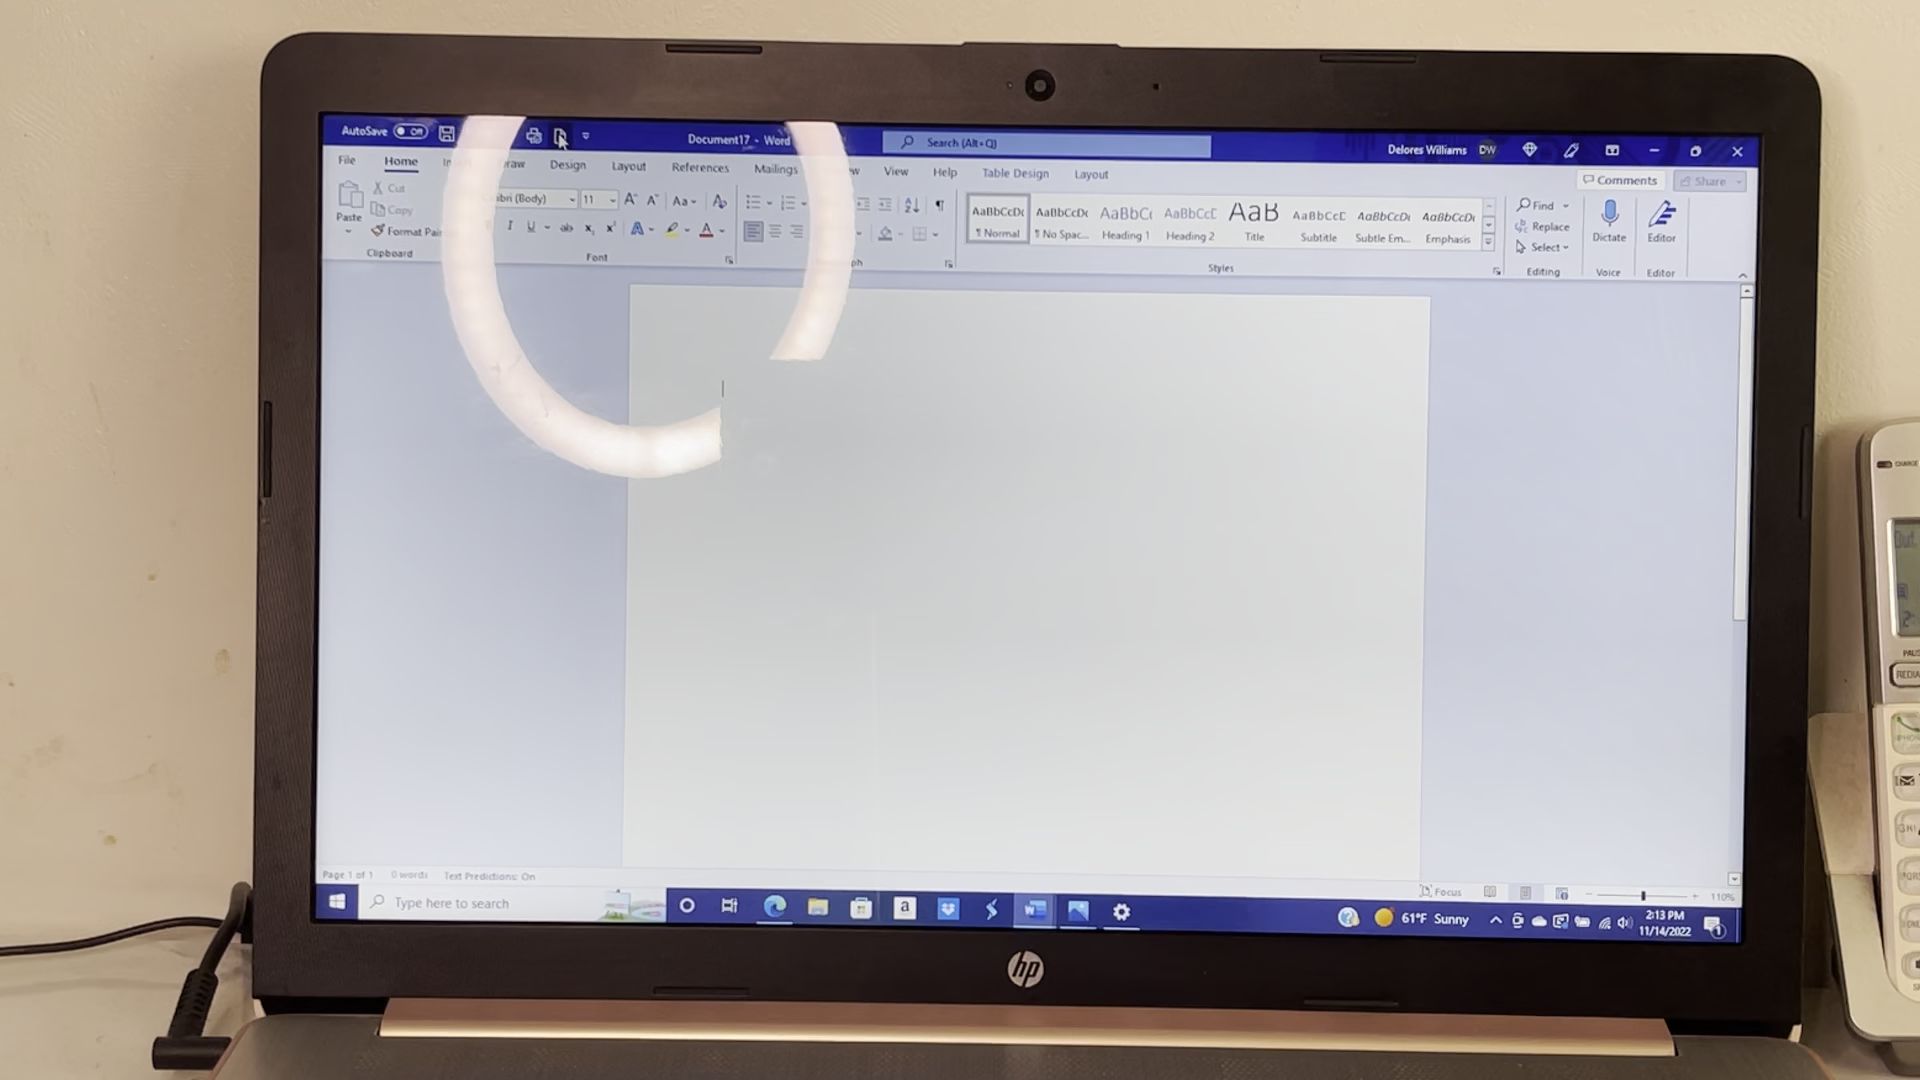 AutoSave Off
Document17 - Word
Search (Alt+Q)
Delores Williams DW
File Home Draw Design Layout References Mailings View Help Table Design Layout
Comments Share
Paste
Cut
Copy
Format
Clipboard
(Body) 11
Aa
Font
AaBbCcDc AaBbCcDc AaBbCc AaBbCcC AaB AaBbCcC AaBbCcDc AaBbCcDc
¶ Normal ¶ No Spac... Heading 1 Heading 2 Title Subtitle Subtle Em... Emphasis
Styles
Find
Replace
Select
Editing
Dictate
Voice
Editor
Editor
Page 1 of 1 0 words Text Predictions: On
Focus 110%
Type here to search
a
61°F Sunny
2:13 PM
11/14/2022
1
hp
CHARGE